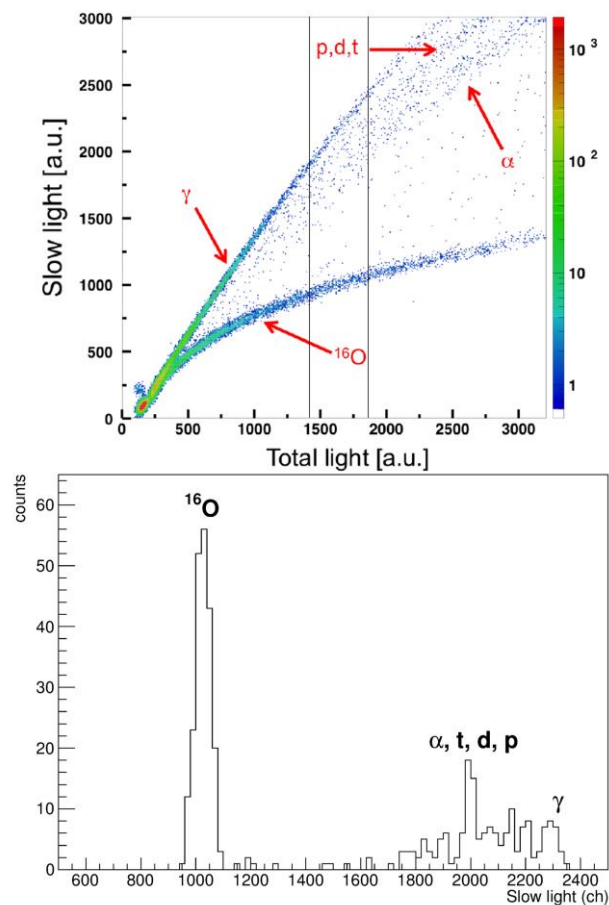 3000
2500
2000
1500
1000
500
0
Slow light [a.u.]
p,d,t
α
γ
¹⁶O
10³
10²
10
1
0 500 1000 1500 2000 2500 3000
Total light [a.u.]
counts
60
50
40
30
20
10
0
¹⁶O
α, t, d, p
γ
600 800 1000 1200 1400 1600 1800 2000 2200 2400
Slow light (ch)